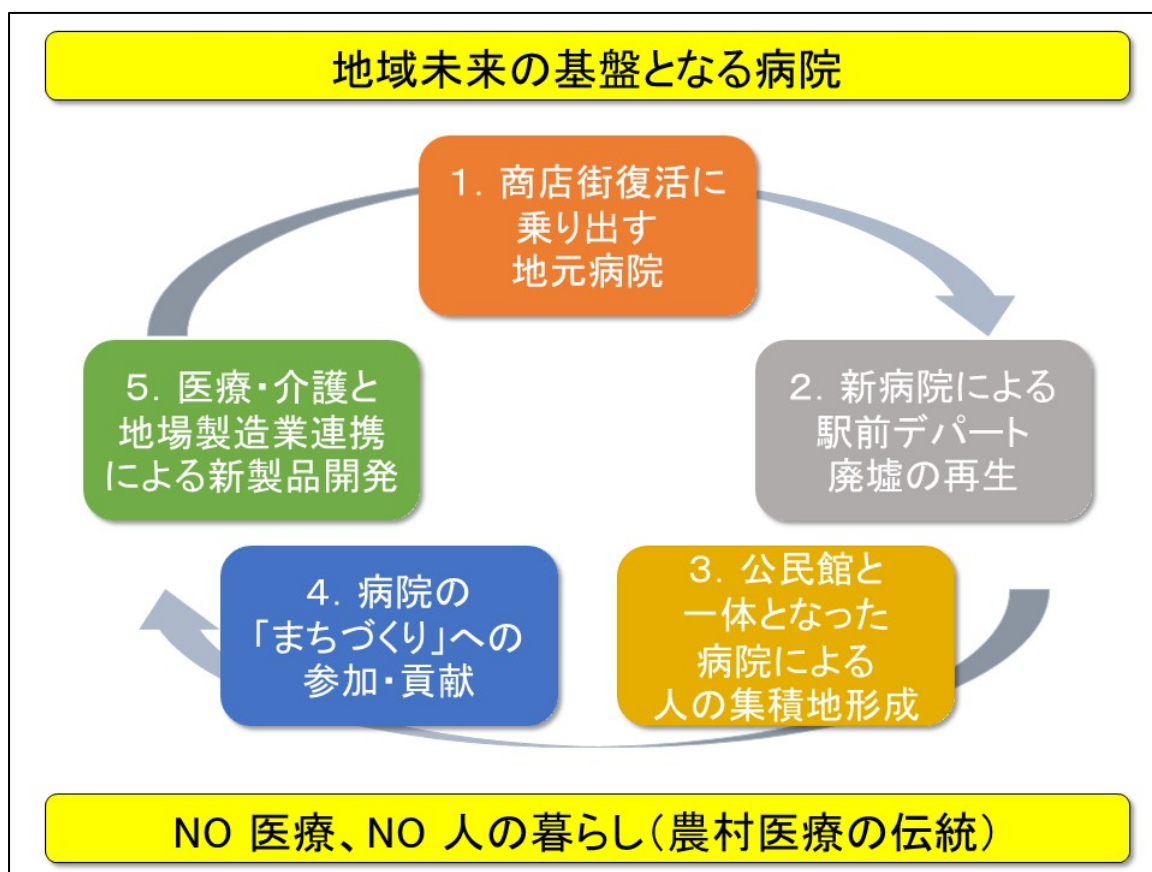 地域未来の基盤となる病院
１．商店街復活に
乗り出す
地元病院
２．新病院による
駅前デパート
廃墟の再生
３．公民館と
一体となった
病院による
人の集積地形成
４．病院の
「まちづくり」への
参加・貢献
５．医療・介護と
地場製造業連携
による新製品開発
NO 医療、NO 人の暮らし（農村医療の伝統）